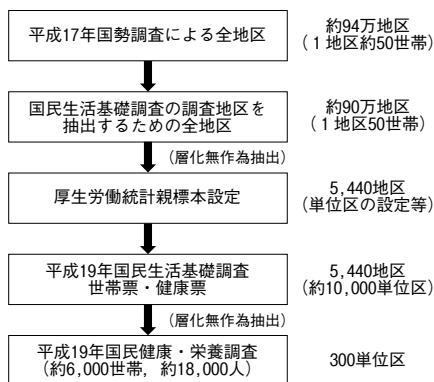 平成17年国勢調査による全地区
約94万地区
(1地区約50世帯)
国民生活基礎調査の調査地区を
抽出するための全地区
約90万地区
(1地区50世帯)
(層化無作為抽出)
厚生労働統計親標本設定
5,440地区
(単位区の設定等)
平成19年国民生活基礎調査
世帯票・健康票
5,440地区
(約10,000単位区)
(層化無作為抽出)
平成19年国民健康・栄養調査
(約6,000世帯, 約18,000人)
300単位区